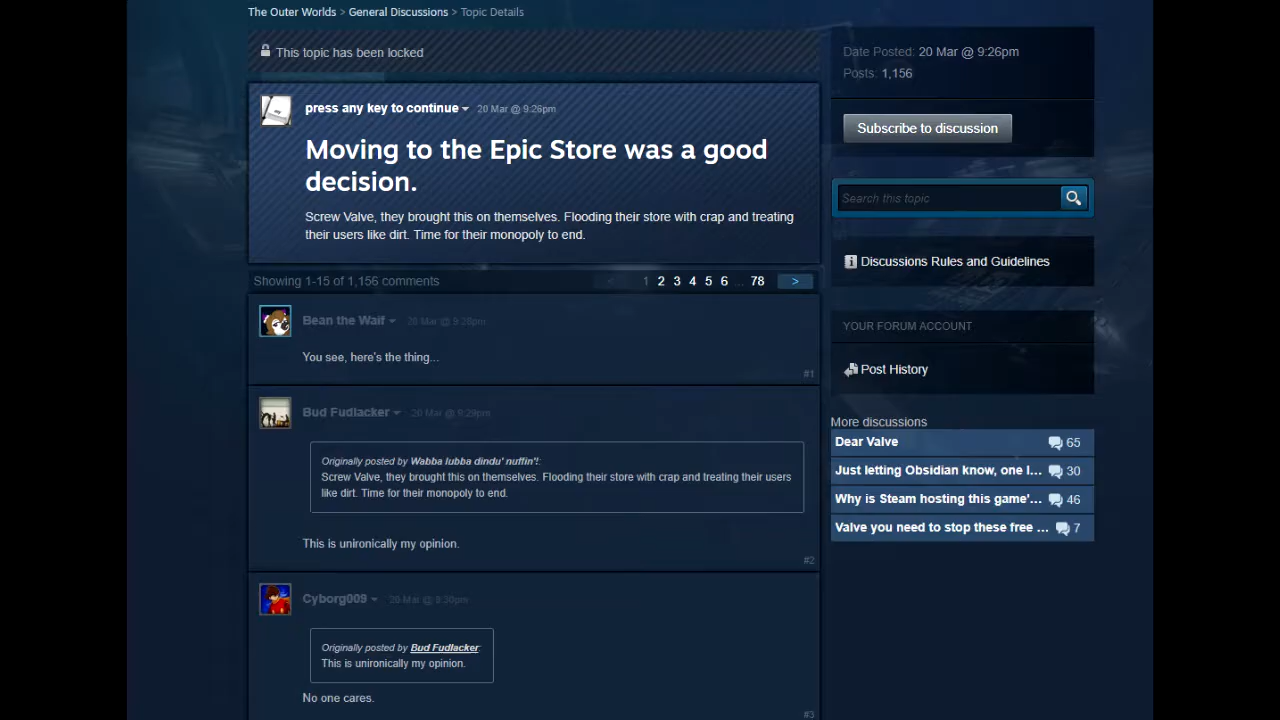 The Outer Worlds > General Discussions > Topic Details
This topic has been locked
press any key to continue 20 Mar @ 9:26pm
Moving to the Epic Store was a good
decision.
Screw Valve, they brought this on themselves. Flooding their store with crap and treating
their users like dirt. Time for their monopoly to end.
Showing 1-15 of 1,156 comments
< 1 2 3 4 5 6 ... 78 >
Bean the Waif 20 Mar @ 9:28pm
You see, here's the thing...
#1
Bud Fudlacker 20 Mar @ 9:29pm
Originally posted by Wabba lubba dindu' nuffin'!:
Screw Valve, they brought this on themselves. Flooding their store with crap and treating their users
like dirt. Time for their monopoly to end.
This is unironically my opinion.
#2
Cyborg009 20 Mar @ 9:30pm
Originally posted by Bud Fudlacker:
This is unironically my opinion.
No one cares.
#3
Date Posted: 20 Mar @ 9:26pm
Posts: 1,156
Subscribe to discussion
Search this topic
Discussions Rules and Guidelines
YOUR FORUM ACCOUNT
Post History
More discussions
Dear Valve 65
Just letting Obsidian know, one l... 30
Why is Steam hosting this game'... 46
Valve you need to stop these free ... 7